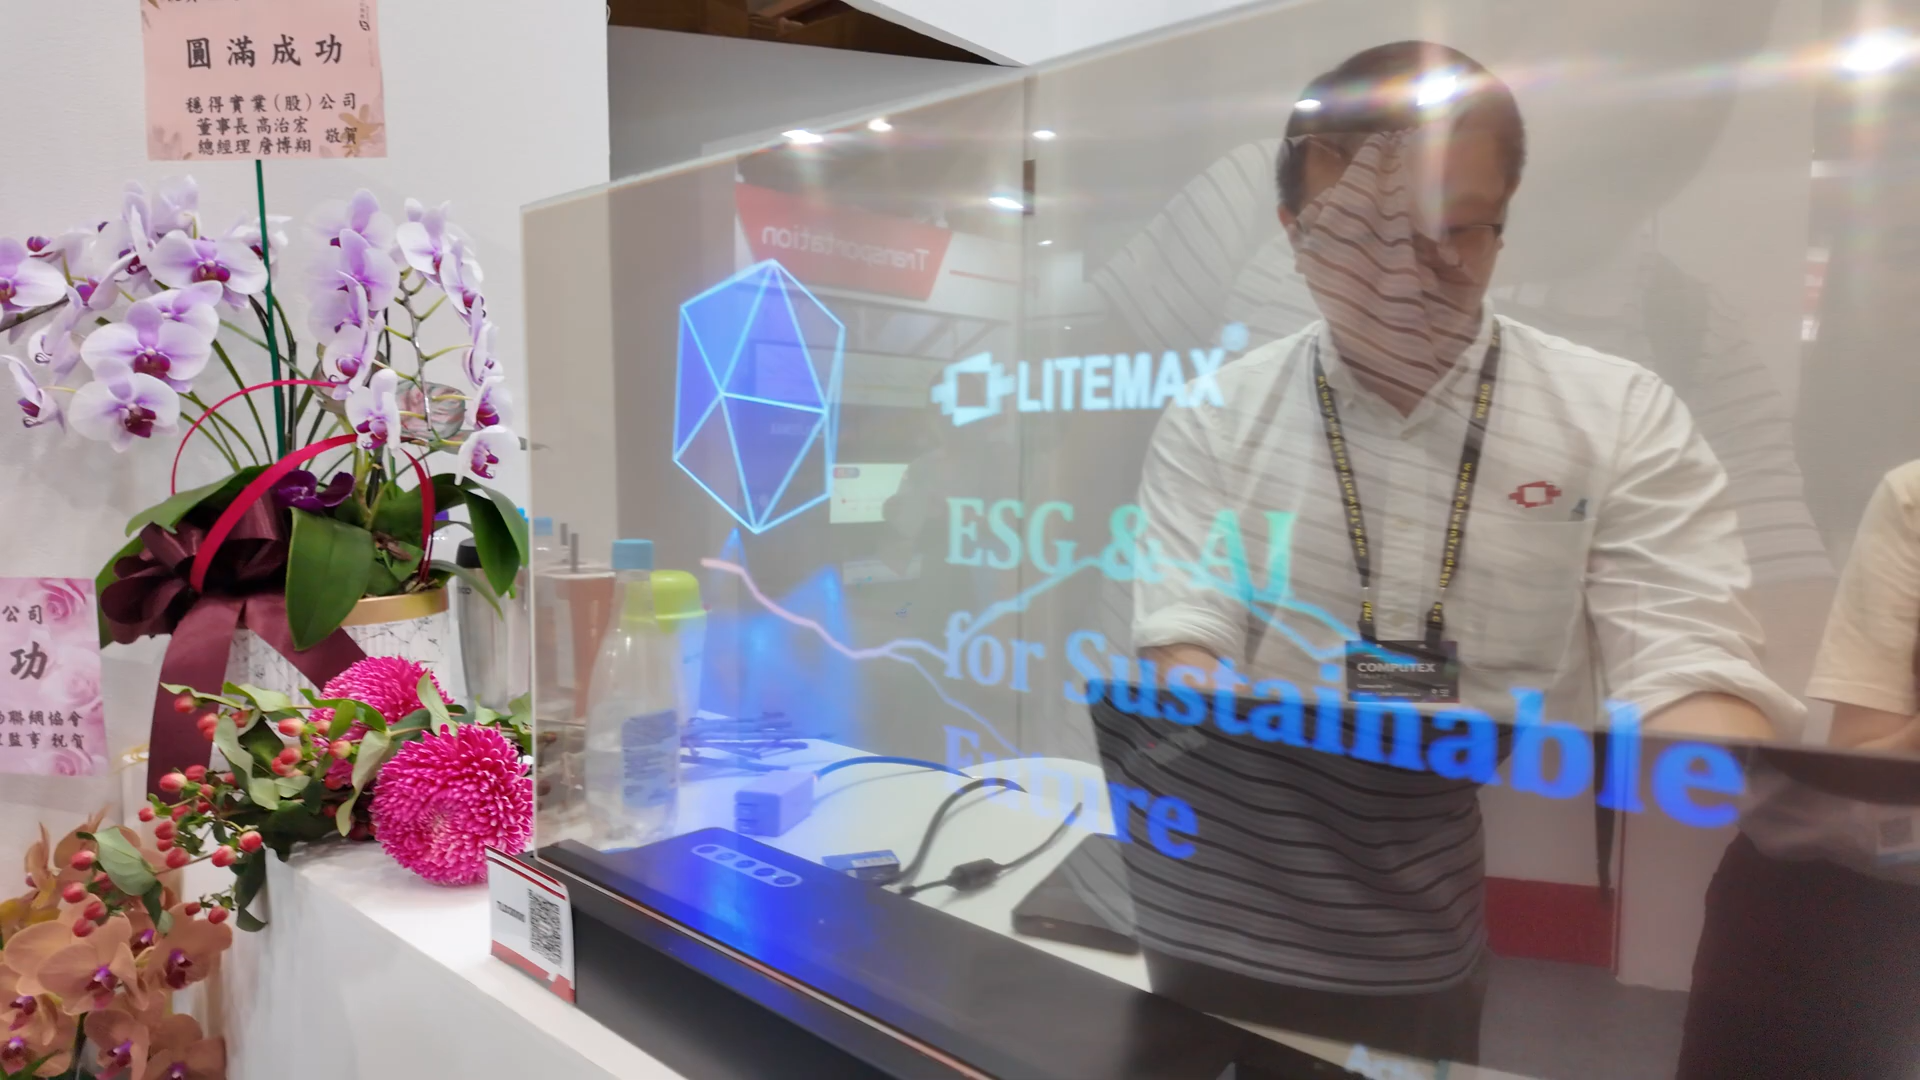 圓滿成功
穩得實業(股)公司
董事長 高治宏
總經理 詹博翔 敬賀
公司
功
聯網協會
監事 祝賀
Transportation
LITEMAX®
ESG & AI
for Sustainable
Future
COMPUTEX